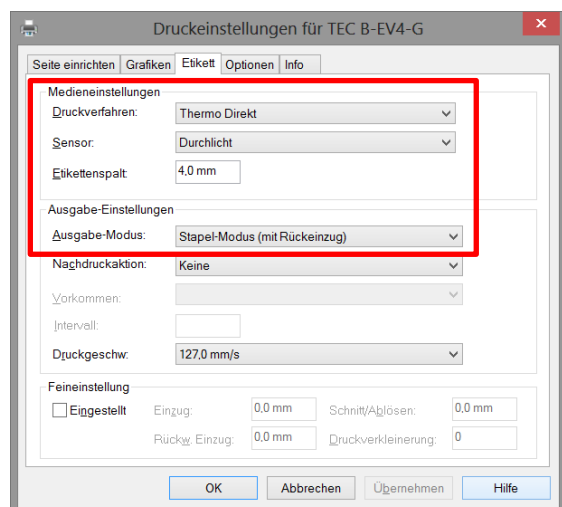 Druckeinstellungen für TEC B-EV4-G
Seite einrichten Grafiken Etikett Optionen Info
Medieneinstellungen
Druckverfahren: Thermo Direkt
Sensor: Durchlicht
Etikettenspalt: 4,0 mm
Ausgabe-Einstellungen
Ausgabe-Modus: Stapel-Modus (mit Rückeinzug)
Nachdruckaktion: Keine
Vorkommen:
Intervall:
Druckgeschw: 127,0 mm/s
Feineinstellung
Eingestellt Einzug: 0,0 mm Schnitt/Ablösen: 0,0 mm
Rückw. Einzug: 0,0 mm Druckverkleinerung: 0
OK Abbrechen Übernehmen Hilfe